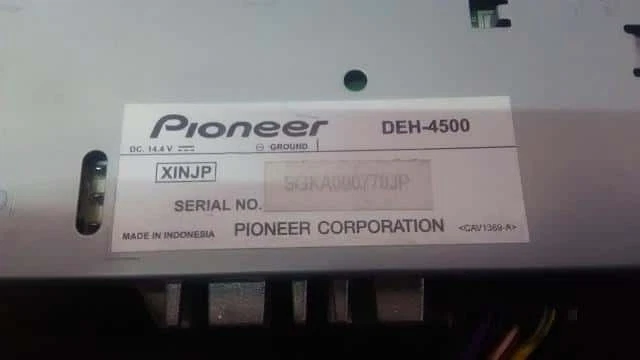 Pioneer DEH-4500
DC. 14.4 V ⊖ GROUND
XINJP
SERIAL NO.
MADE IN INDONESIA PIONEER CORPORATION <CAV1369-A>